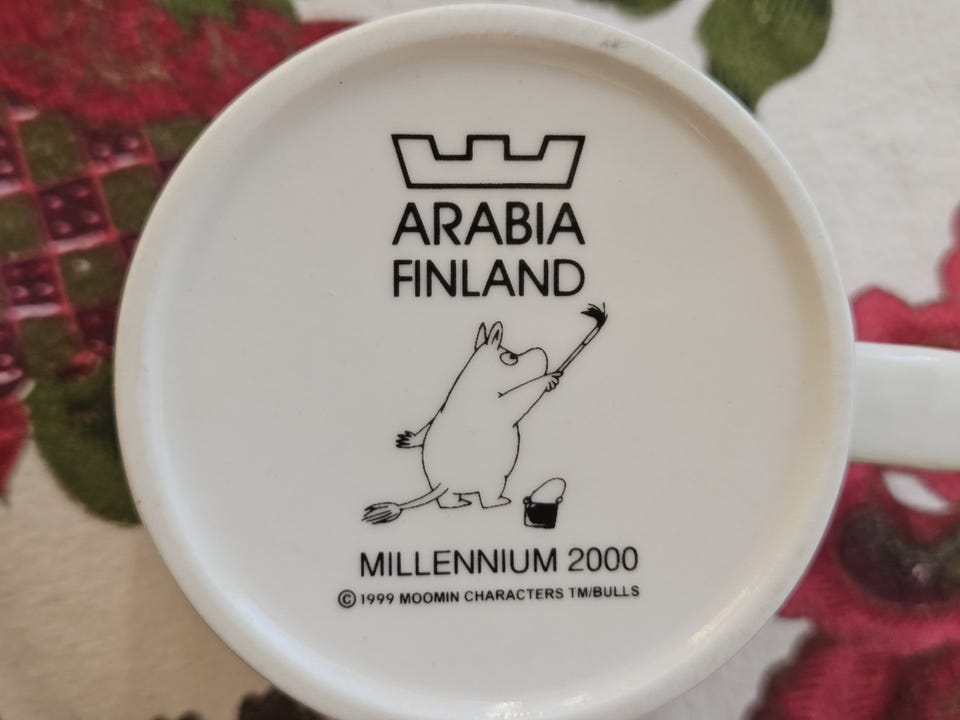 ARABIA
FINLAND
MILLENNIUM 2000
© 1999 MOOMIN CHARACTERS TM/BULLS